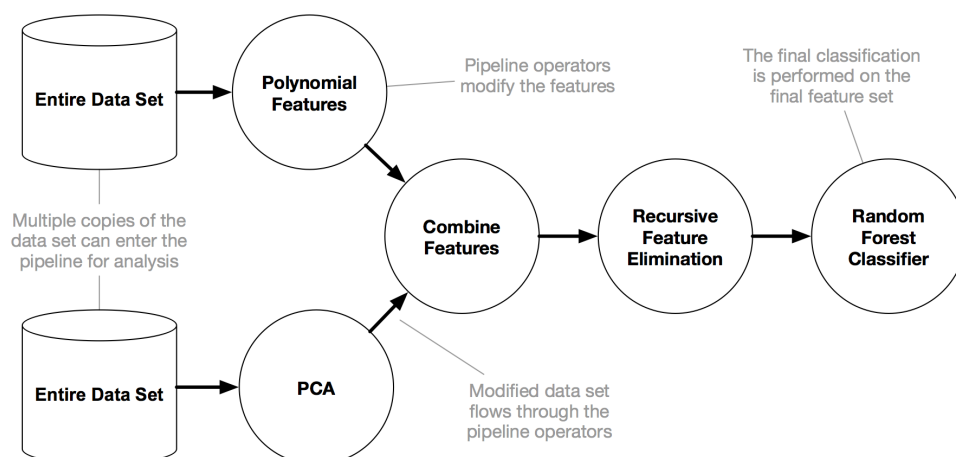 Entire Data Set
Polynomial
Features
Pipeline operators
modify the features
The final classification
is performed on the
final feature set
Multiple copies of the
data set can enter the
pipeline for analysis
Combine
Features
Recursive
Feature
Elimination
Random
Forest
Classifier
Entire Data Set
PCA
Modified data set
flows through the
pipeline operators